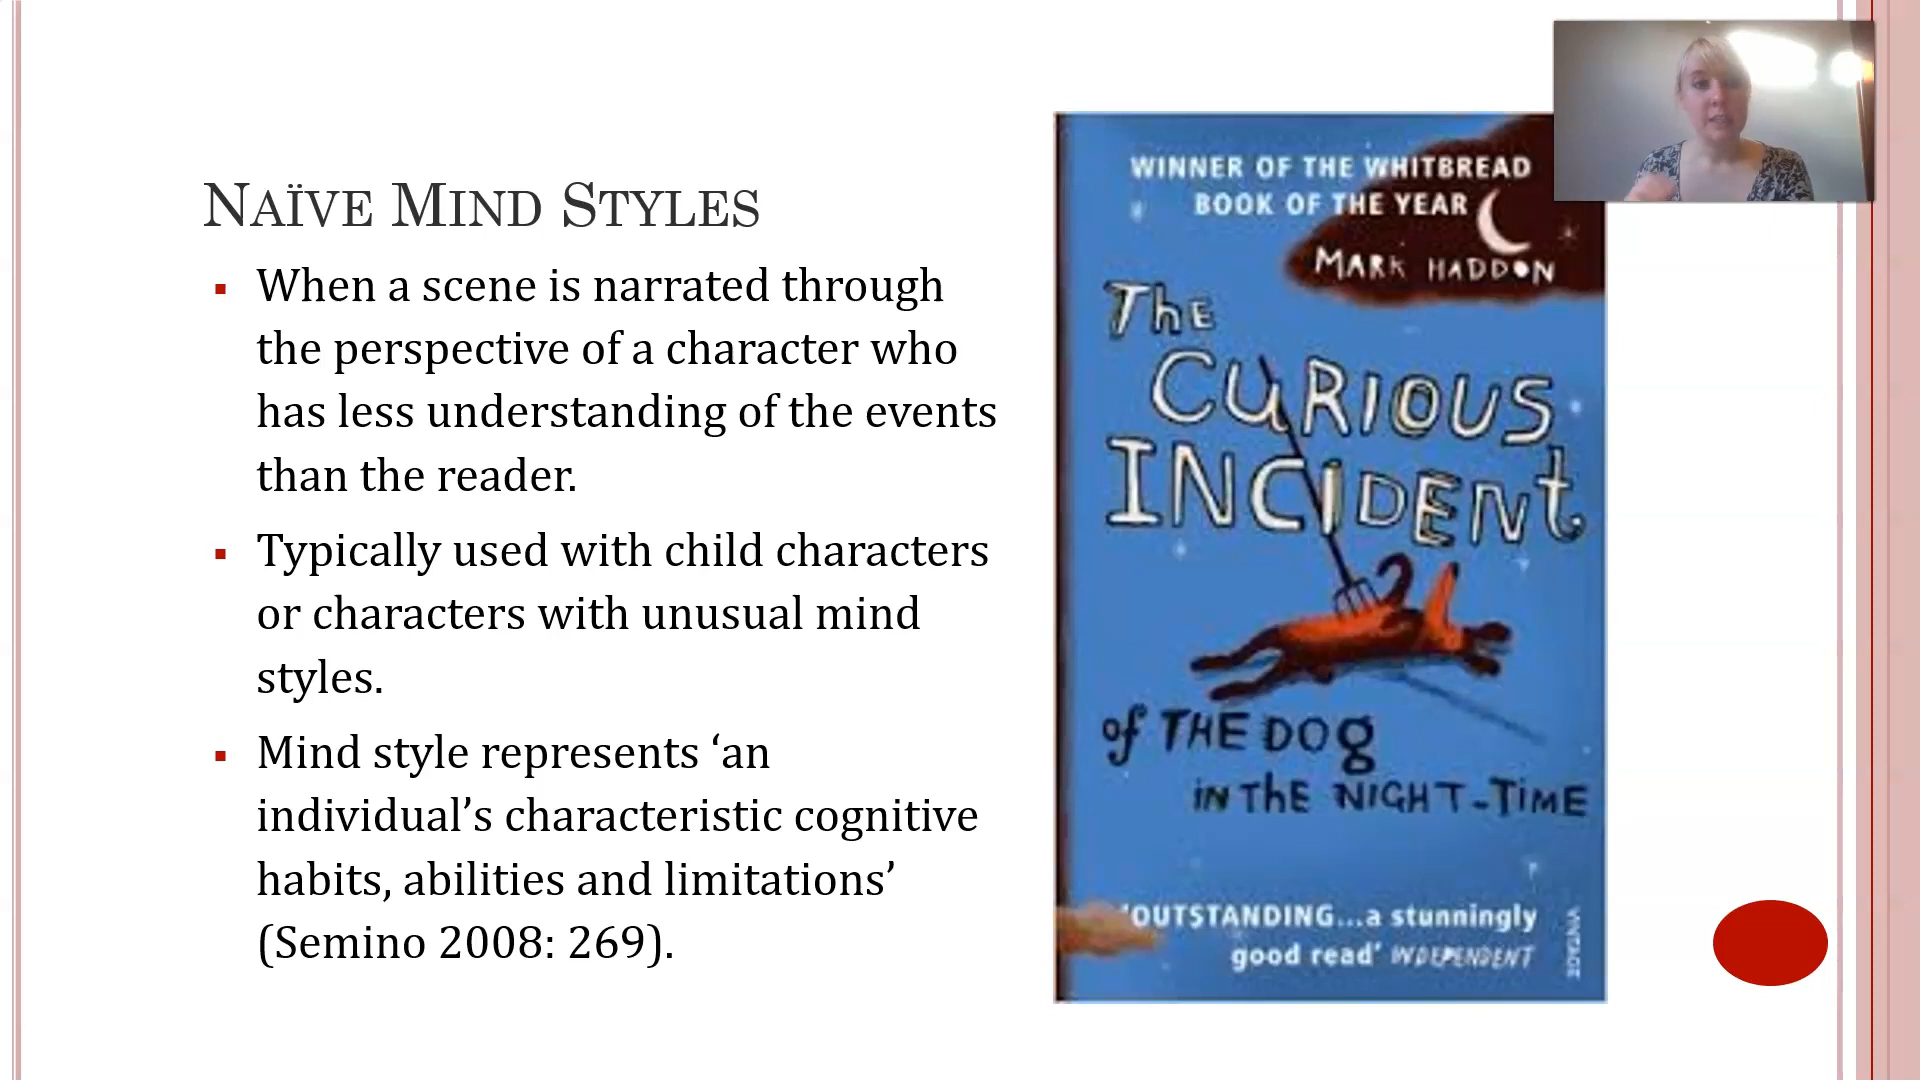 NAÏVE MIND STYLES
▪ When a scene is narrated through
the perspective of a character who
has less understanding of the events
than the reader.
▪ Typically used with child characters
or characters with unusual mind
styles.
▪ Mind style represents ‘an
individual’s characteristic cognitive
habits, abilities and limitations’
(Semino 2008: 269).
WINNER OF THE WHITBREAD
BOOK OF THE YEAR
MARK HADDON
The
CuRIOUS
INCIDENt
of THE DOg
iN ThE NIGHT-TiME
‘OUTSTANDING...a stunningly
good read’ INDEPENDENT
VINTAGE